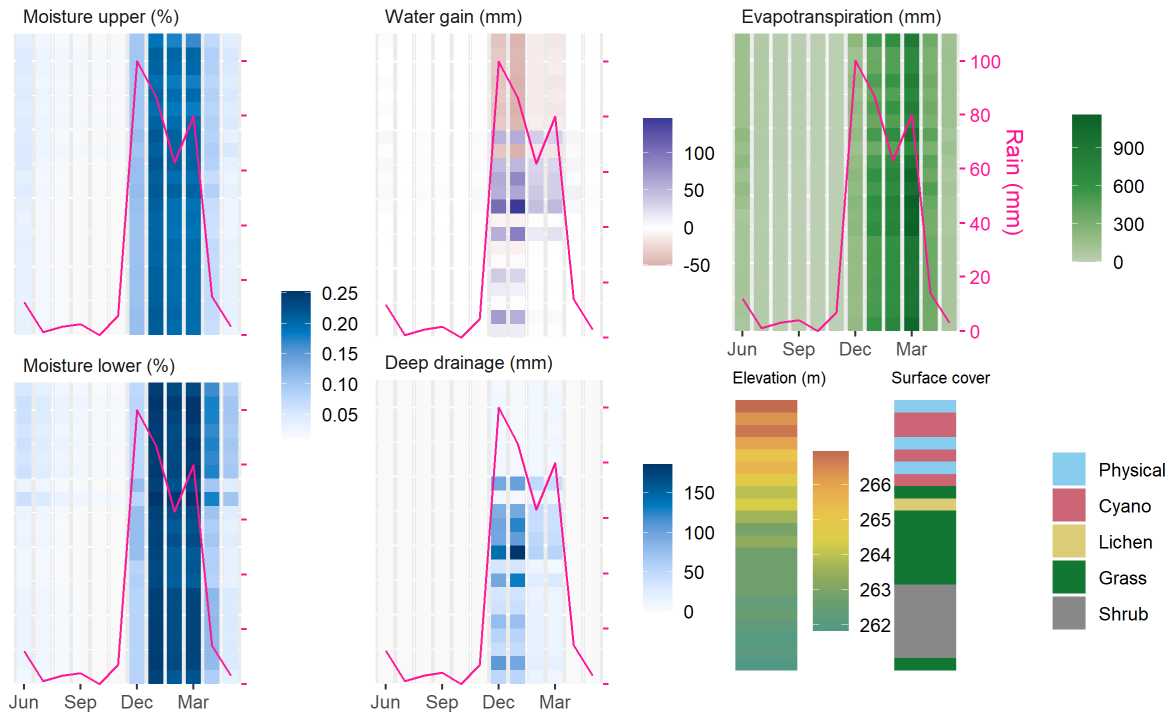 Moisture upper (%)
Water gain (mm)
Evapotranspiration (mm)
100
80
60
40
20
0
Rain (mm)
100
50
0
-50
900
600
300
0
Jun Sep Dec Mar
0.25
0.20
0.15
0.10
0.05
Moisture lower (%)
Deep drainage (mm)
Elevation (m)
Surface cover
150
100
50
0
266
265
264
263
262
Physical
Cyano
Lichen
Grass
Shrub
Jun Sep Dec Mar
Jun Sep Dec Mar